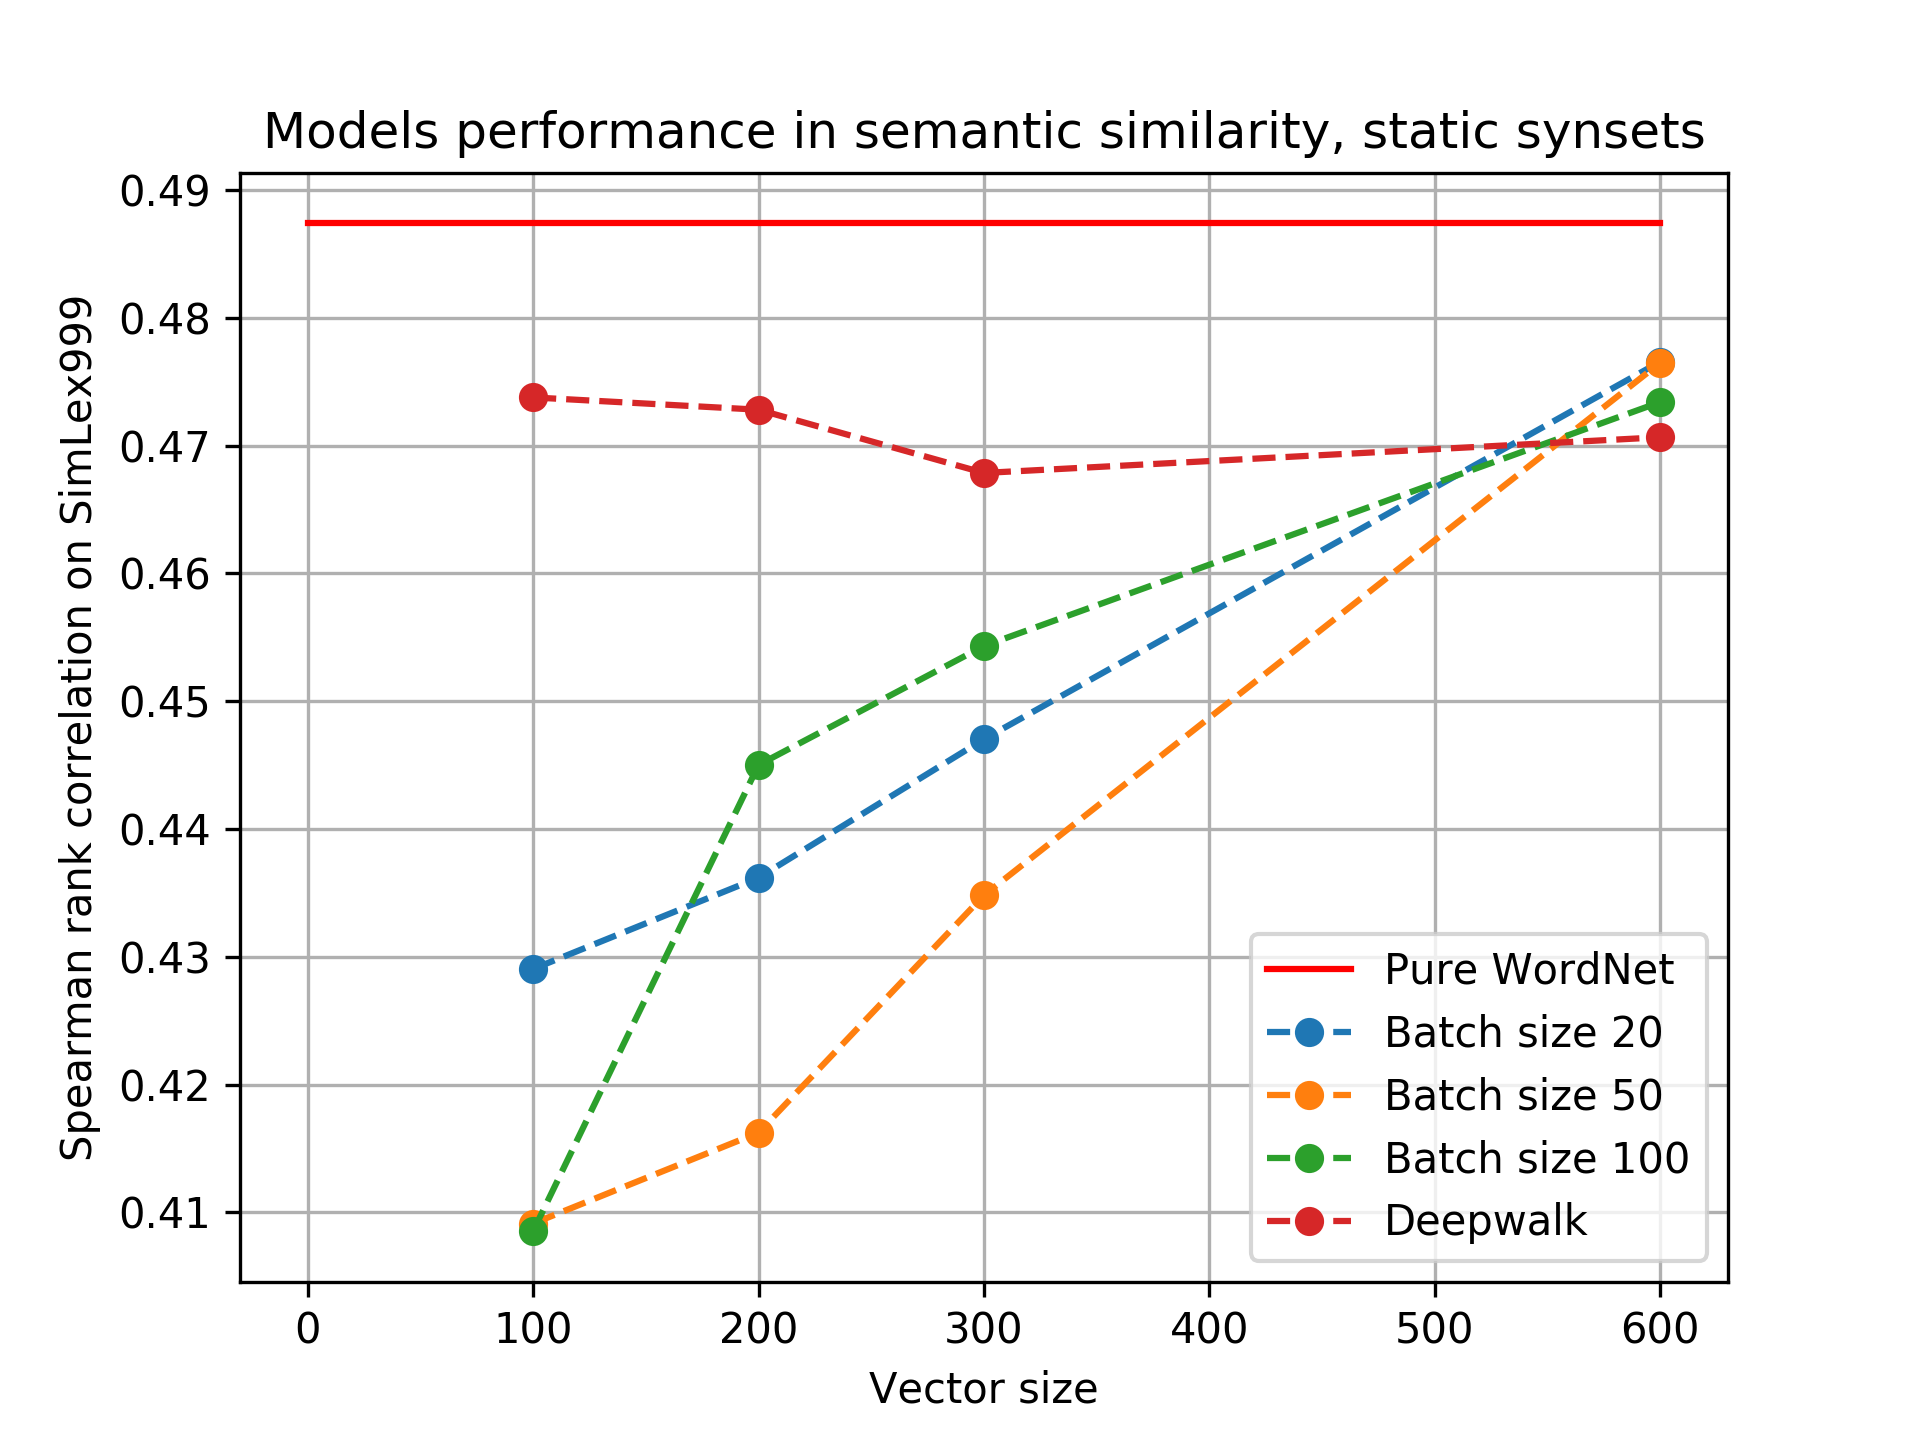 Models performance in semantic similarity, static synsets
Spearman rank correlation on SimLex999
0.49
0.48
0.47
0.46
0.45
0.44
0.43
0.42
0.41
Pure WordNet
Batch size 20
Batch size 50
Batch size 100
Deepwalk
0 100 200 300 400 500 600
Vector size